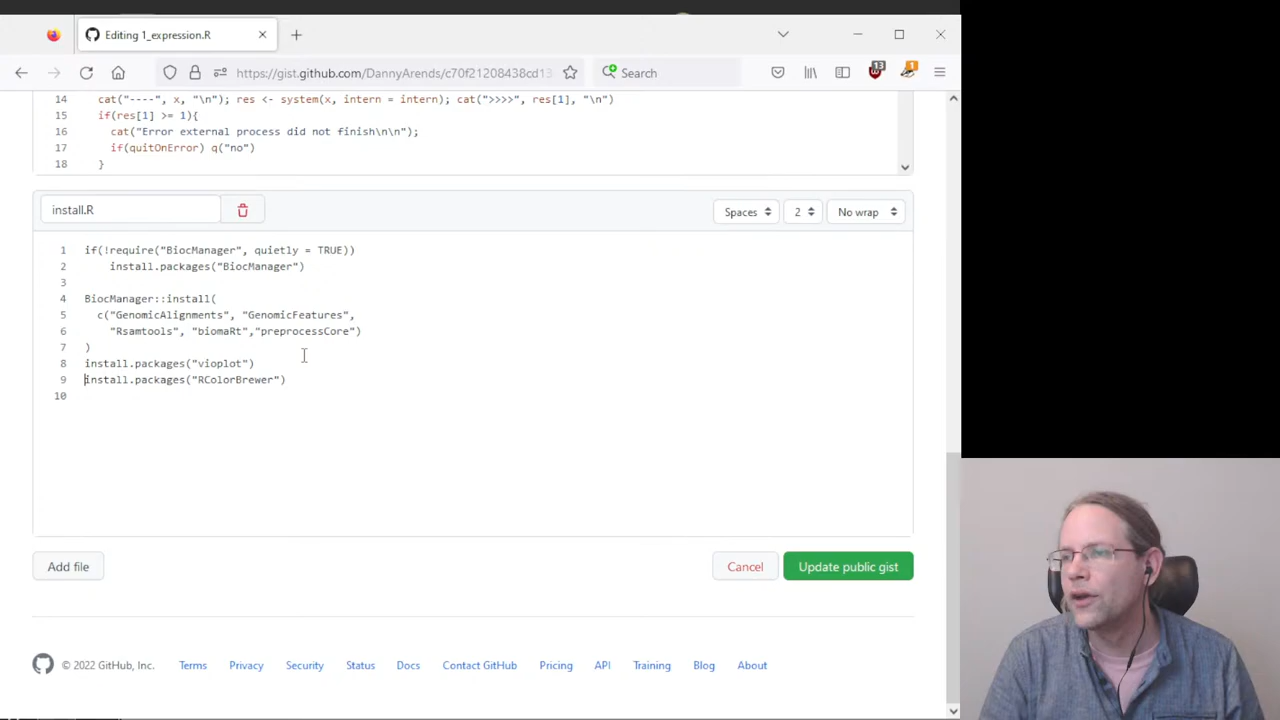 Editing 1_expression.R
https://gist.github.com/DannyArends/c70f21208438cd13
Search
13
1
14 cat("----", x, "\n"); res <- system(x, intern = intern); cat(">>>>", res[1], "\n")
15 if(res[1] >= 1){
16 cat("Error external process did not finish\n\n");
17 if(quitOnError) q("no")
18 }
install.R
Spaces 2 No wrap
1 if(!require("BiocManager", quietly = TRUE))
2 install.packages("BiocManager")
3
4 BiocManager::install(
5 c("GenomicAlignments", "GenomicFeatures",
6 "Rsamtools", "biomaRt","preprocessCore")
7 )
8 install.packages("vioplot")
9 install.packages("RColorBrewer")
10
Add file
Cancel
Update public gist
© 2022 GitHub, Inc. Terms Privacy Security Status Docs Contact GitHub Pricing API Training Blog About